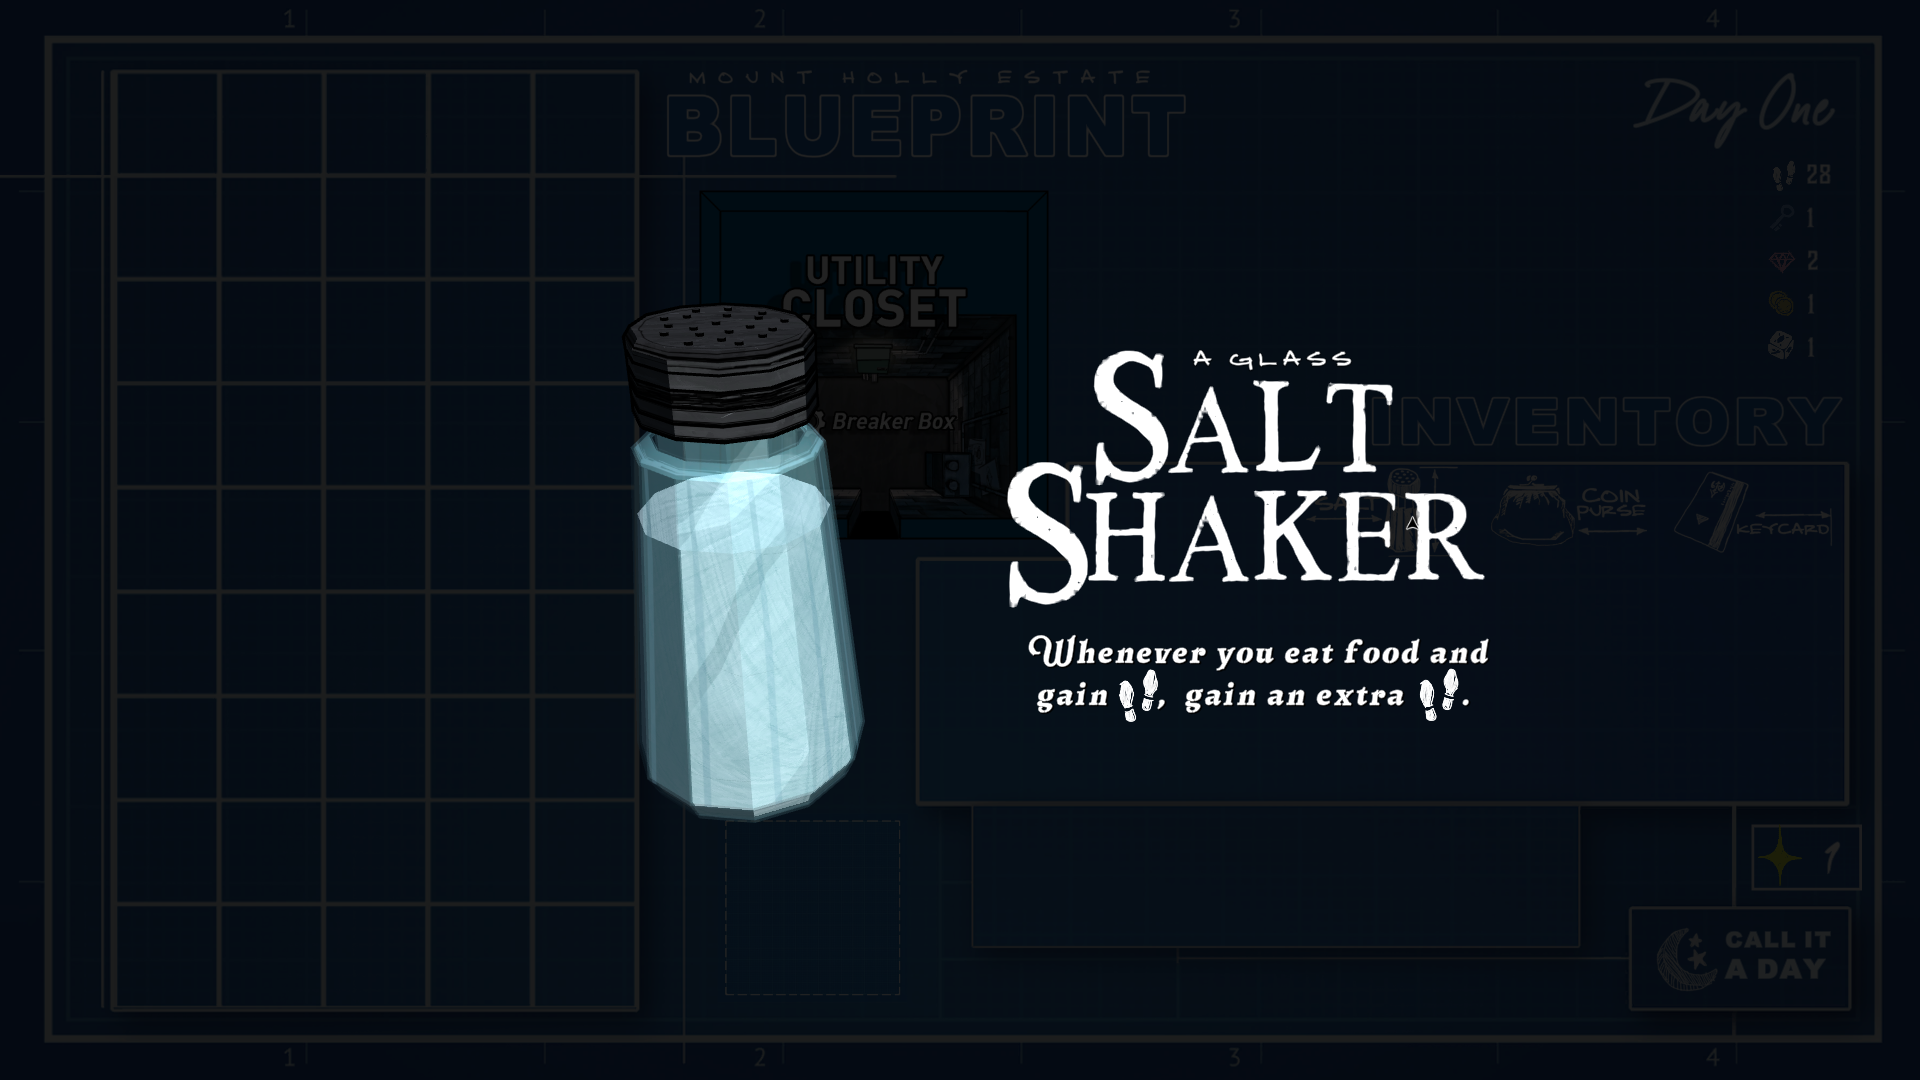 1 2 3 4
MOUNT HOLLY ESTATE
BLUEPRINT
Day One
28
1
2
1
1
UTILITY
CLOSET
Breaker Box
A GLASS
SALT
SHAKER
INVENTORY
SALT
COIN
PURSE
KEYCARD
Whenever you eat food and
gain , gain an extra .
1
CALL IT
A DAY
1 2 3 4